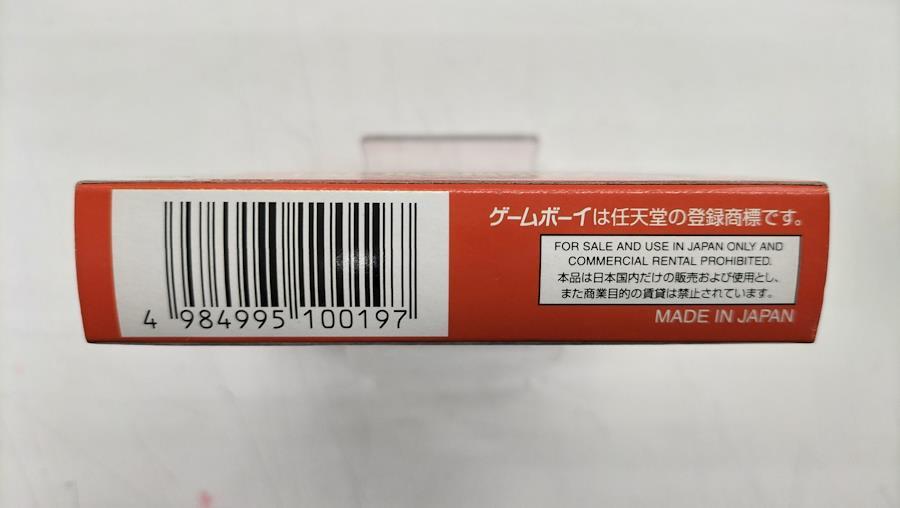 4 984995 100197
ゲームボーイは任天堂の登録商標です。
FOR SALE AND USE IN JAPAN ONLY AND
COMMERCIAL RENTAL PROHIBITED.
本品は日本国内だけの販売および使用とし、
また商業目的の賃貸は禁止されています。
MADE IN JAPAN